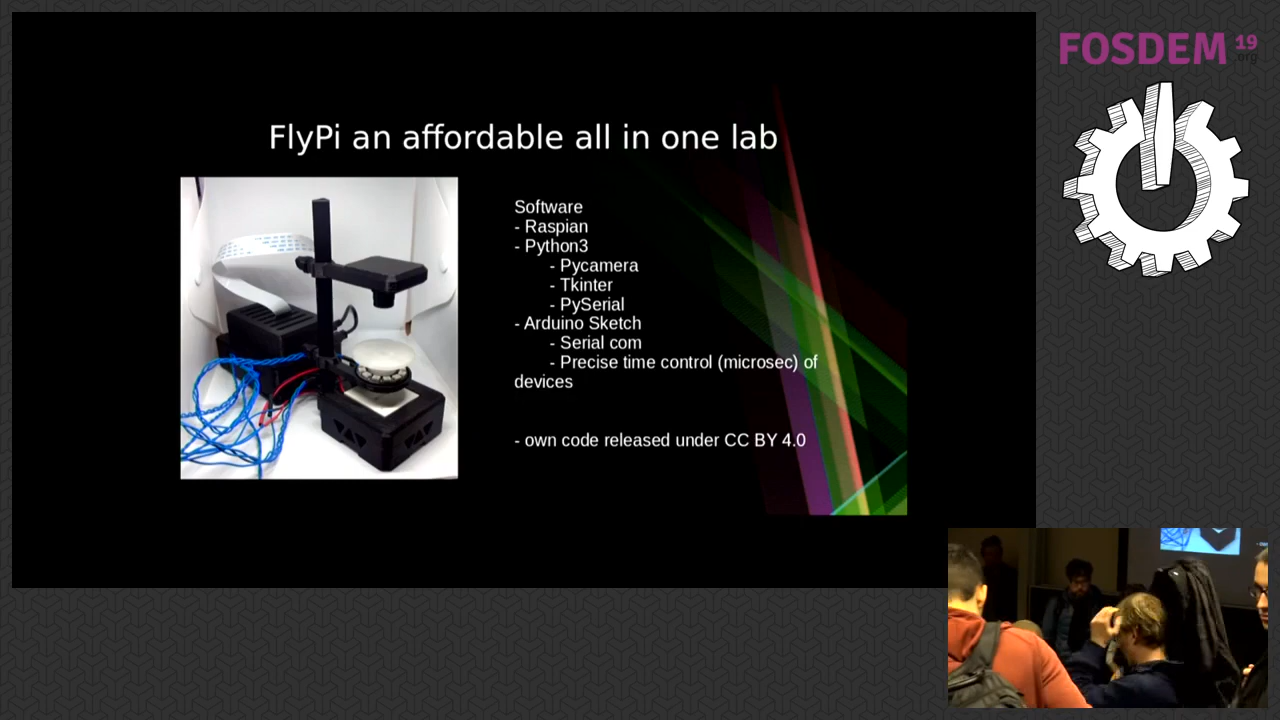 FlyPi an affordable all in one lab
Software
- Raspian
- Python3
- Pycamera
- Tkinter
- PySerial
- Arduino Sketch
- Serial com
- Precise time control (microsec) of
devices
- own code released under CC BY 4.0
FOSDEM 19
.org